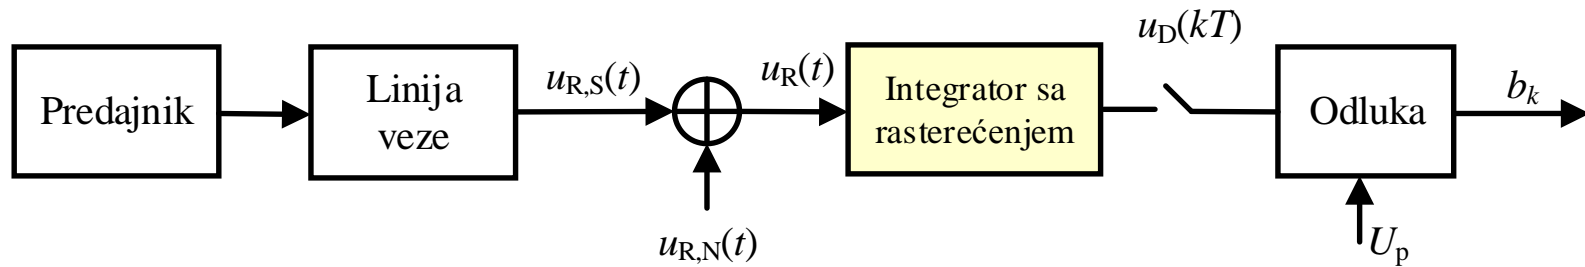 Predajnik
Linija
veze
u_R,S(t)
u_R,N(t)
u_R(t)
Integrator sa
rasterećenjem
u_D(kT)
Odluka
U_p
b_k